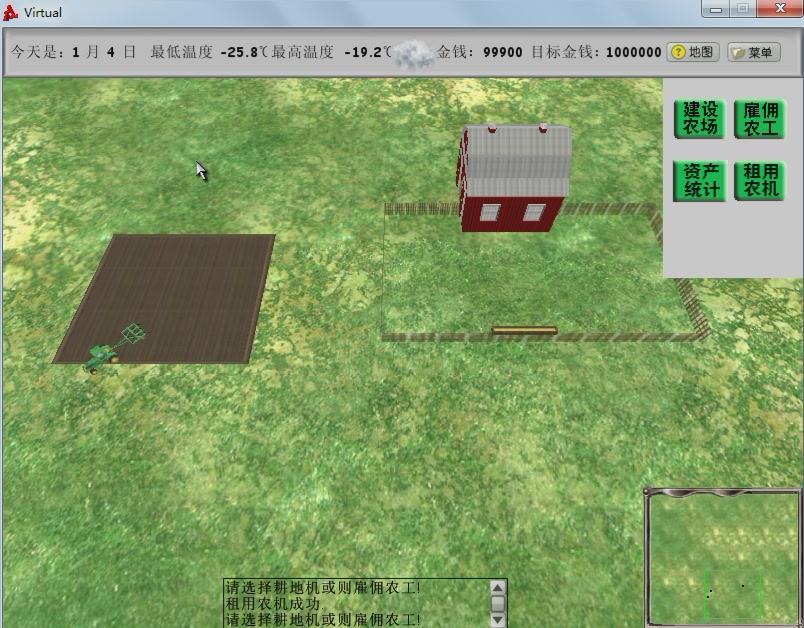 Virtual
今天是：1 月 4 日 最低温度 -25.8℃ 最高温度 -19.2℃ 金钱：99900 目标金钱：1000000 地图 菜单
建设农场
雇佣农工
资产统计
租用农机
请选择耕地机或则雇佣农工!
租用农机成功.
请选择耕地机或则雇佣农工!